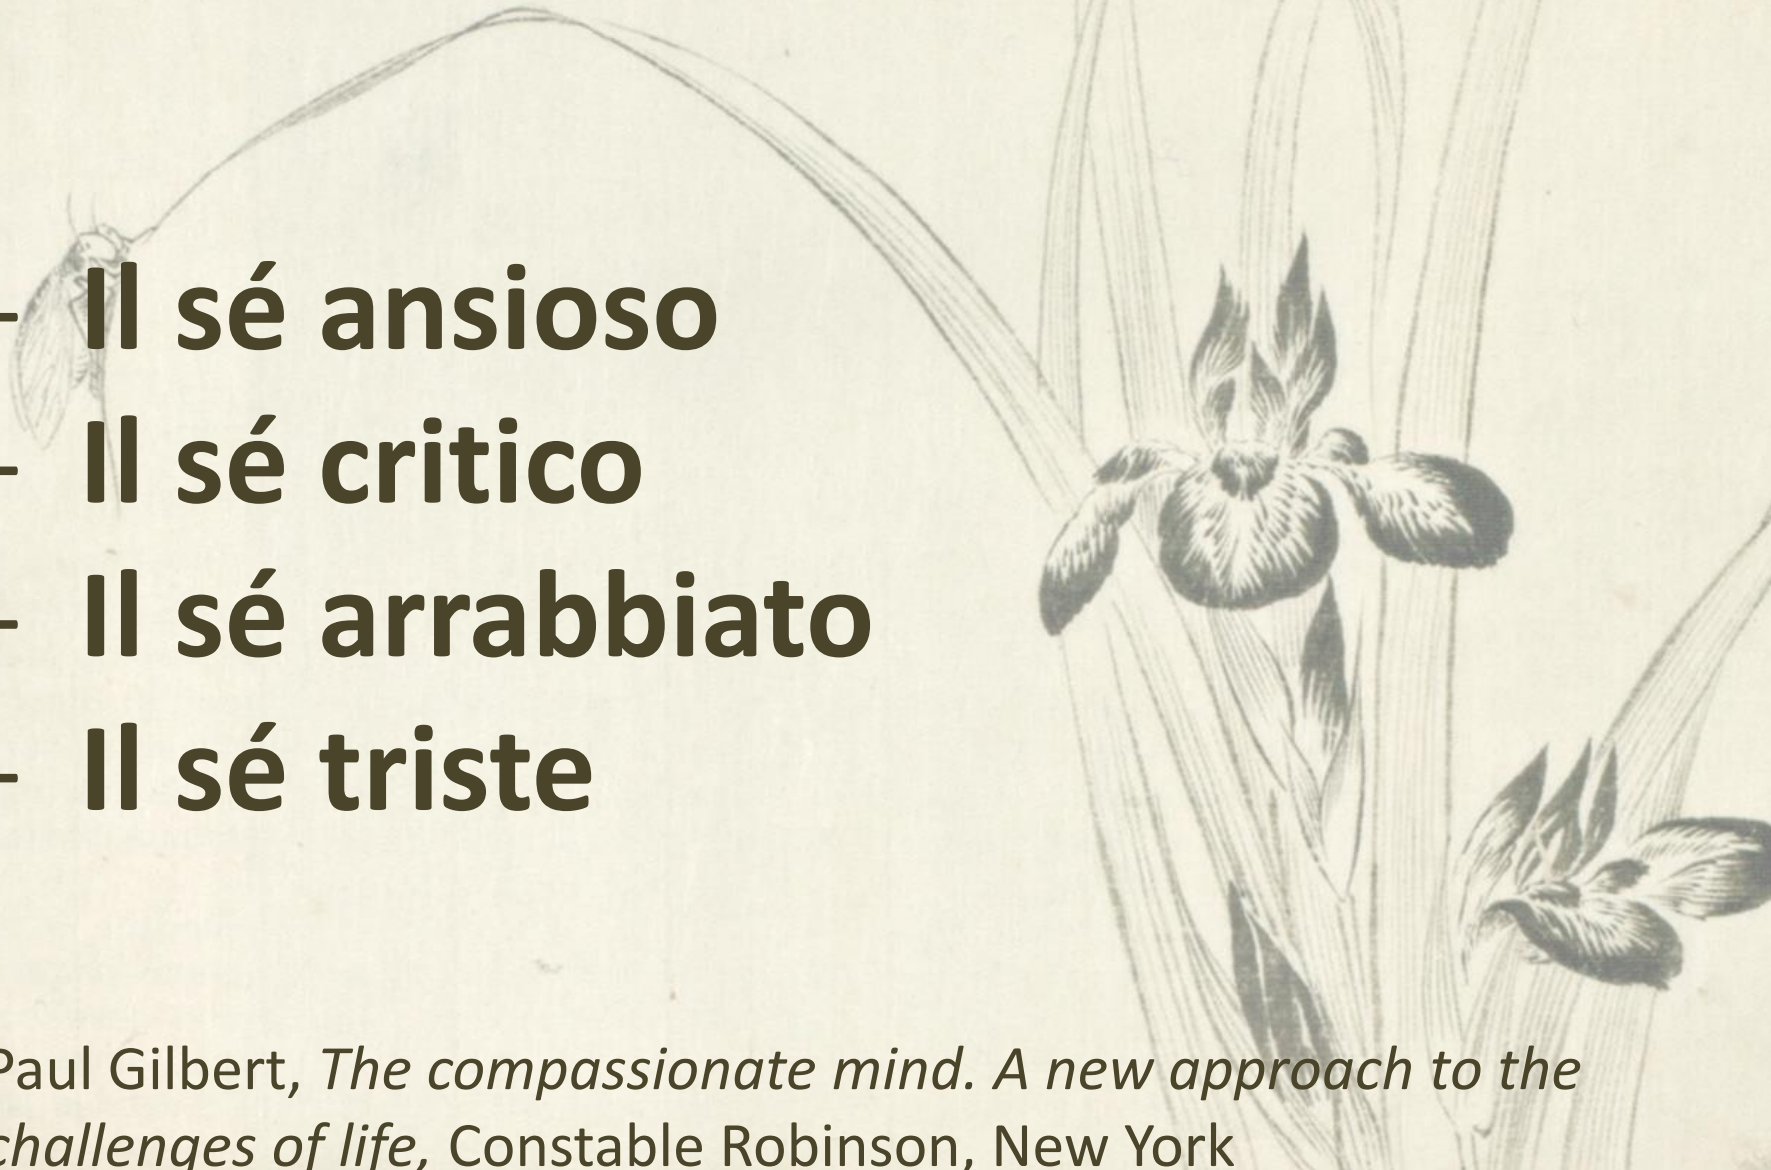 - Il sé ansioso
- Il sé critico
- Il sé arrabbiato
- Il sé triste
Paul Gilbert, The compassionate mind. A new approach to the
challenges of life, Constable Robinson, New York